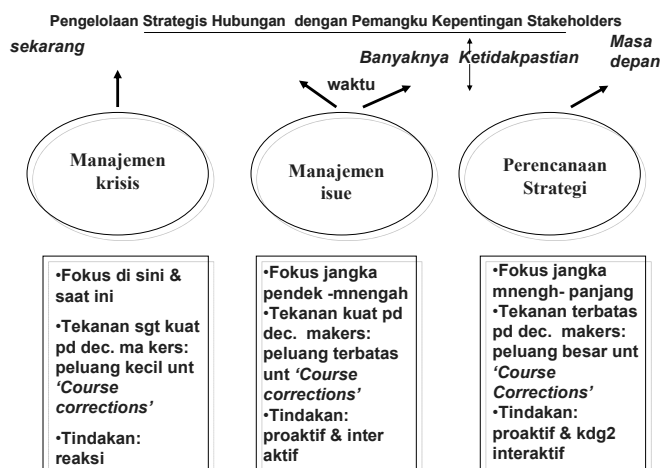 Pengelolaan Strategis Hubungan dengan Pemangku Kepentingan Stakeholders
sekarang
Banyaknya Ketidakpastian
Masa
depan
waktu
Manajemen
krisis
Manajemen
isue
Perencanaan
Strategi
•Fokus di sini &
saat ini
•Tekanan sgt kuat
pd dec. ma kers:
peluang kecil unt
‘Course
corrections’
•Tindakan:
reaksi
•Fokus jangka
pendek -mnengah
•Tekanan kuat pd
dec. makers:
peluang terbatas
unt ‘Course
corrections’
•Tindakan:
proaktif & inter
aktif
•Fokus jangka
mnengh- panjang
•Tekanan terbatas
pd dec. makers:
peluang besar unt
‘Course
Corrections’
•Tindakan:
proaktif & kdg2
interaktif